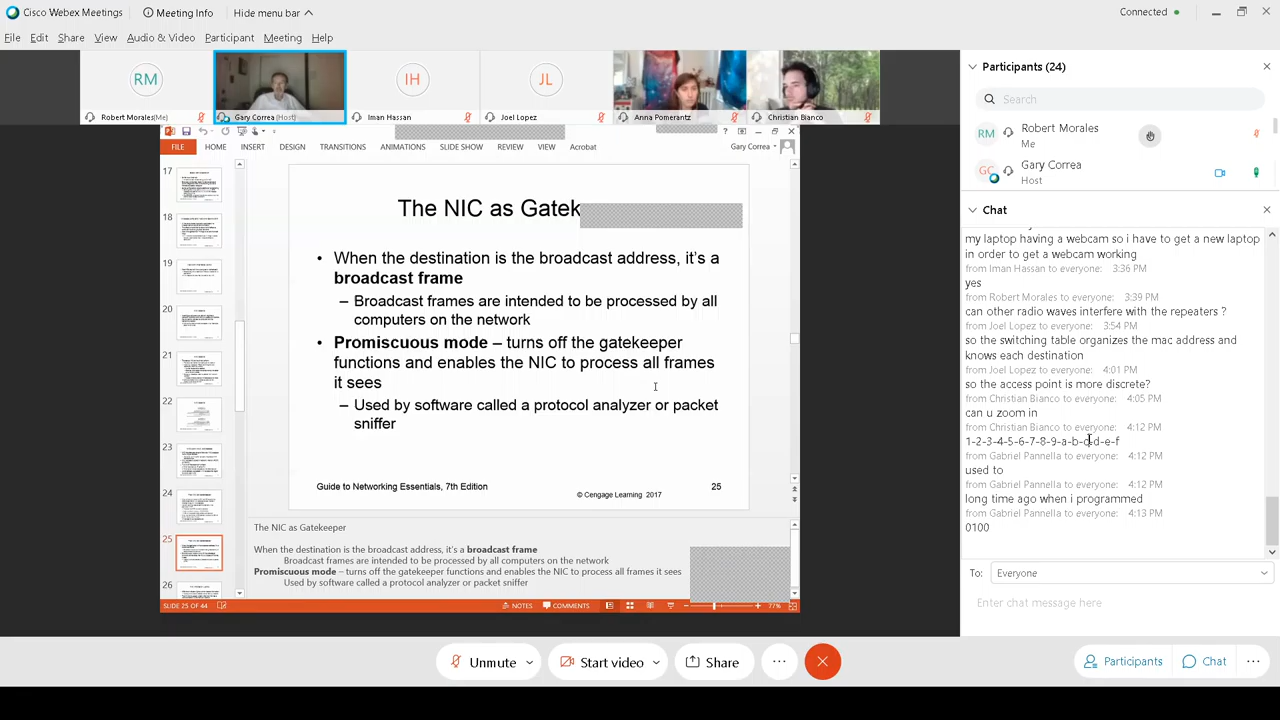 Cisco Webex Meetings
Meeting Info
Hide menu bar
Connected
File Edit Share View Audio & Video Participant Meeting Help
RM
IH
JL
Robert Morales(Me)
Gary Correa (Host)
Iman Hassan
Joel Lopez
Anna Pomerantz
Christian Bianco
FILE HOME INSERT DESIGN TRANSITIONS ANIMATIONS SLIDE SHOW REVIEW VIEW Acrobat
Gary Correa
17
18
19
20
21
22
23
24
25
26
The NIC as Gatek
• When the destination is the broadcast address, it's a
broadcast frame
– Broadcast frames are intended to be processed by all
computers on the network
• Promiscuous mode – turns off the gatekeeper
functions and enables the NIC to process all frames
it sees
– Used by software called a protocol analyzer or packet
sniffer
Guide to Networking Essentials, 7th Edition
© Cengage Learning 2017
25
The NIC as Gatekeeper
When the destination is the broadcast address, it's a broadcast frame
Broadcast frames are intended to be processed by all computers on the network
Promiscuous mode – turns off the gatekeeper functions and enables the NIC to process all frames it sees
Used by software called a protocol analyzer or packet sniffer
SLIDE 25 OF 44
NOTES
COMMENTS
77%
Participants (24)
Search
RM
Robert Morales
Me
GC
Gary Correa
Host
Chat
my laptop having a webcam so i have to get a new laptop
in order to get a webcam working
from Iman Hassan to everyone: 3:36 PM
yes
from Robert Morales to everyone: 3:39 PM
did other radio waves interfere with the repeaters ?
from Joel Lopez to everyone: 3:54 PM
so the switching table organizes the mac address and
knows each destination
from Joel Lopez to everyone: 4:01 PM
so the access point is more discrete?
from Christian Bianco to everyone: 4:05 PM
can u zoom in
from Christian Bianco to everyone: 4:12 PM
from Gabriel Pannella to everyone: 4:12 PM
used to
from Gabriel Pannella to everyone: 4:12 PM
long time ago when programmed
from Gabriel Pannella to everyone: 4:13 PM
0100
To: Everyone
Enter chat message here
Unmute
Start video
Share
Participants
Chat